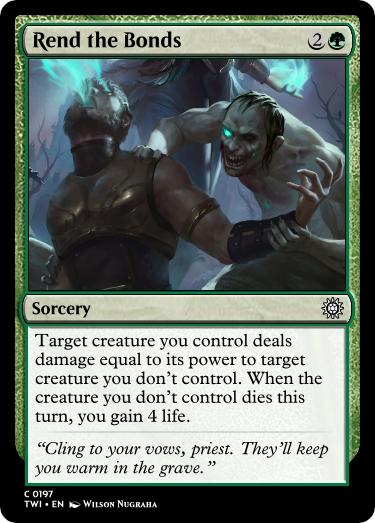 Rend the Bonds 2
Sorcery
Target creature you control deals
damage equal to its power to target
creature you don't control. When the
creature you don't control dies this
turn, you gain 4 life.
"Cling to your vows, priest. They'll keep
you warm in the grave."
C 0197
TWI • EN Wilson Nugraha